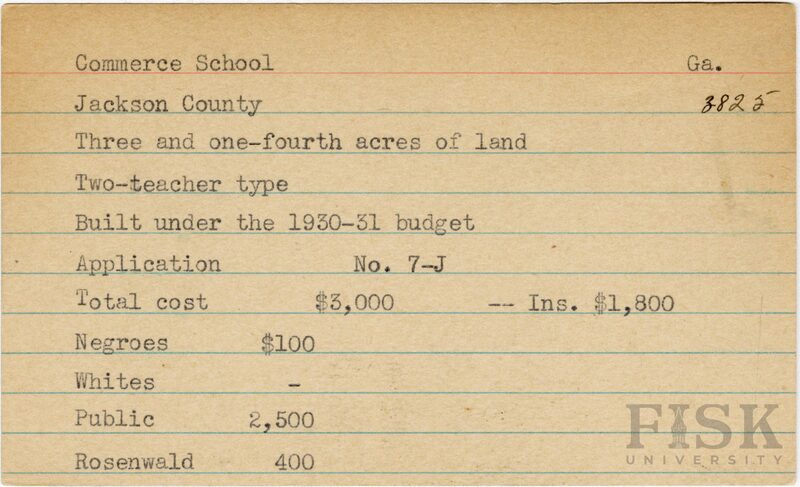 Commerce School Ga.
Jackson County 3825
Three and one-fourth acres of land
Two-teacher type
Built under the 1930-31 budget
Application No. 7-J
Total cost $3,000 -- Ins. $1,800
Negroes $100
Whites -
Public 2,500
Rosenwald 400
FISK
UNIVERSITY